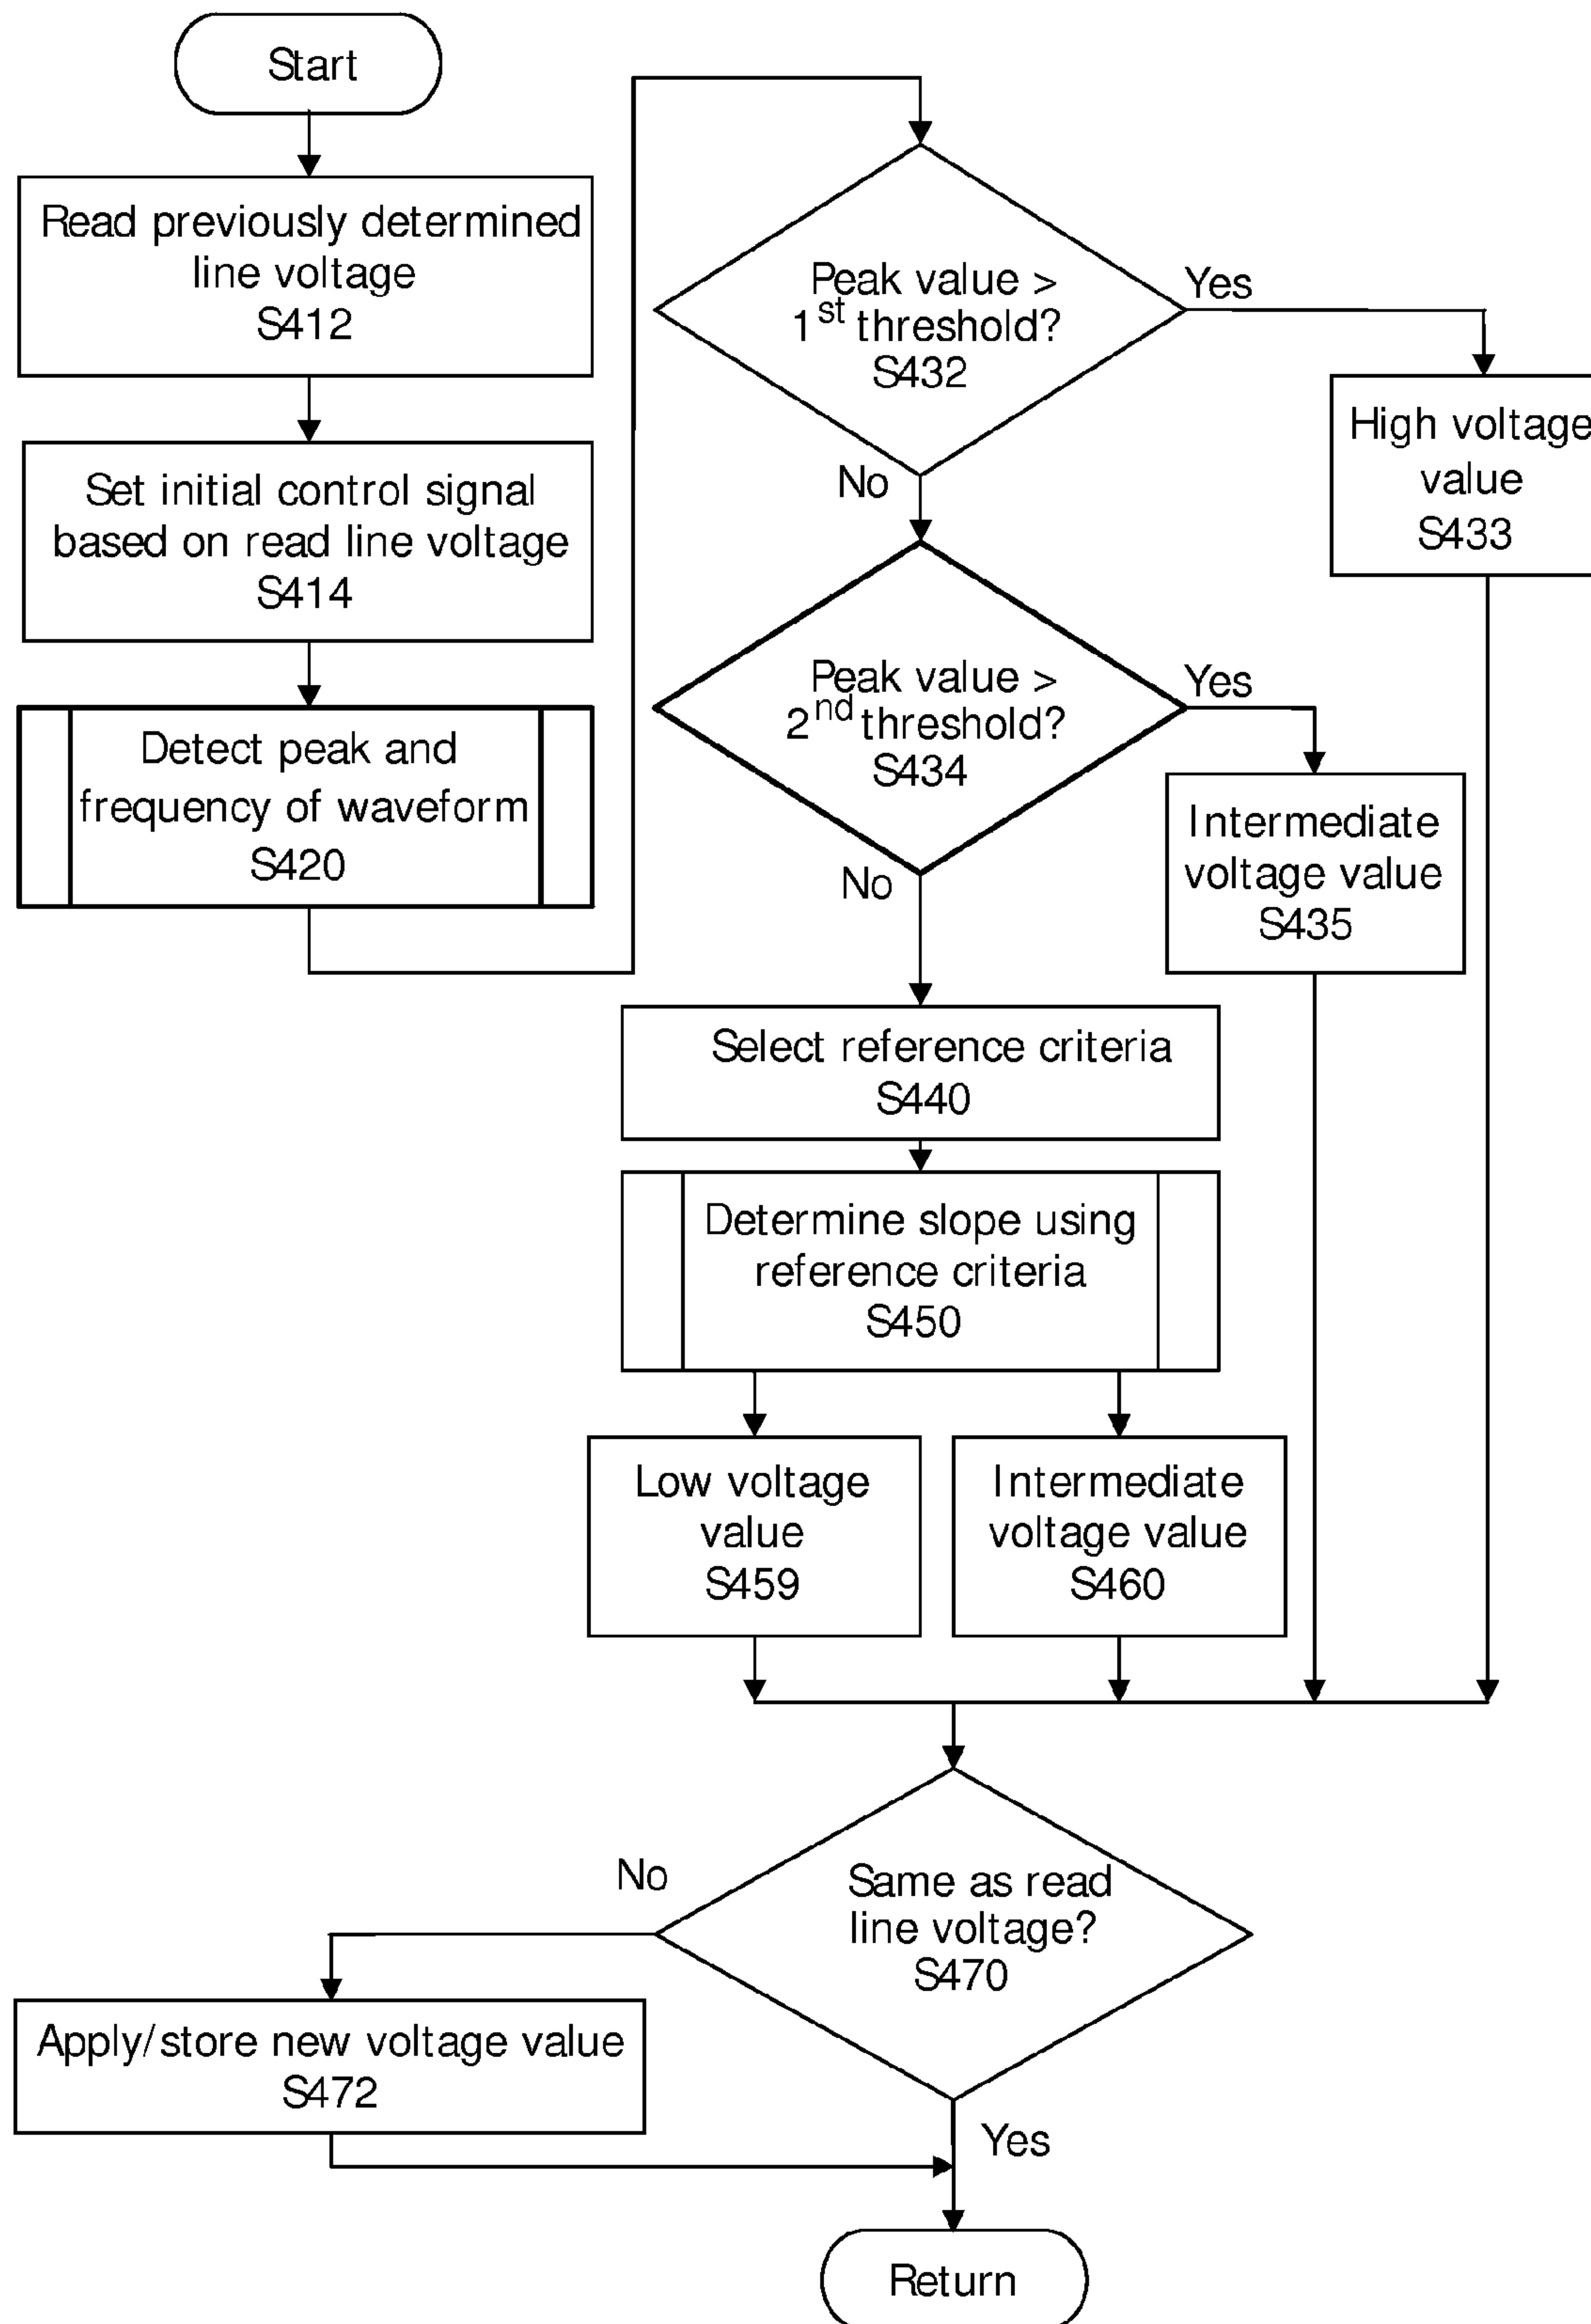 Start
Read previously determined
line voltage
S412
Set initial control signal
based on read line voltage
S414
Detect peak and
frequency of waveform
S420
Peak value >
1st threshold?
S432
Yes
No
High voltage
value
S433
Peak value >
2nd threshold?
S434
Yes
No
Intermediate
voltage value
S435
Select reference criteria
S440
Determine slope using
reference criteria
S450
Low voltage
value
S459
Intermediate
voltage value
S460
Same as read
line voltage?
S470
No
Yes
Apply/store new voltage value
S472
Return